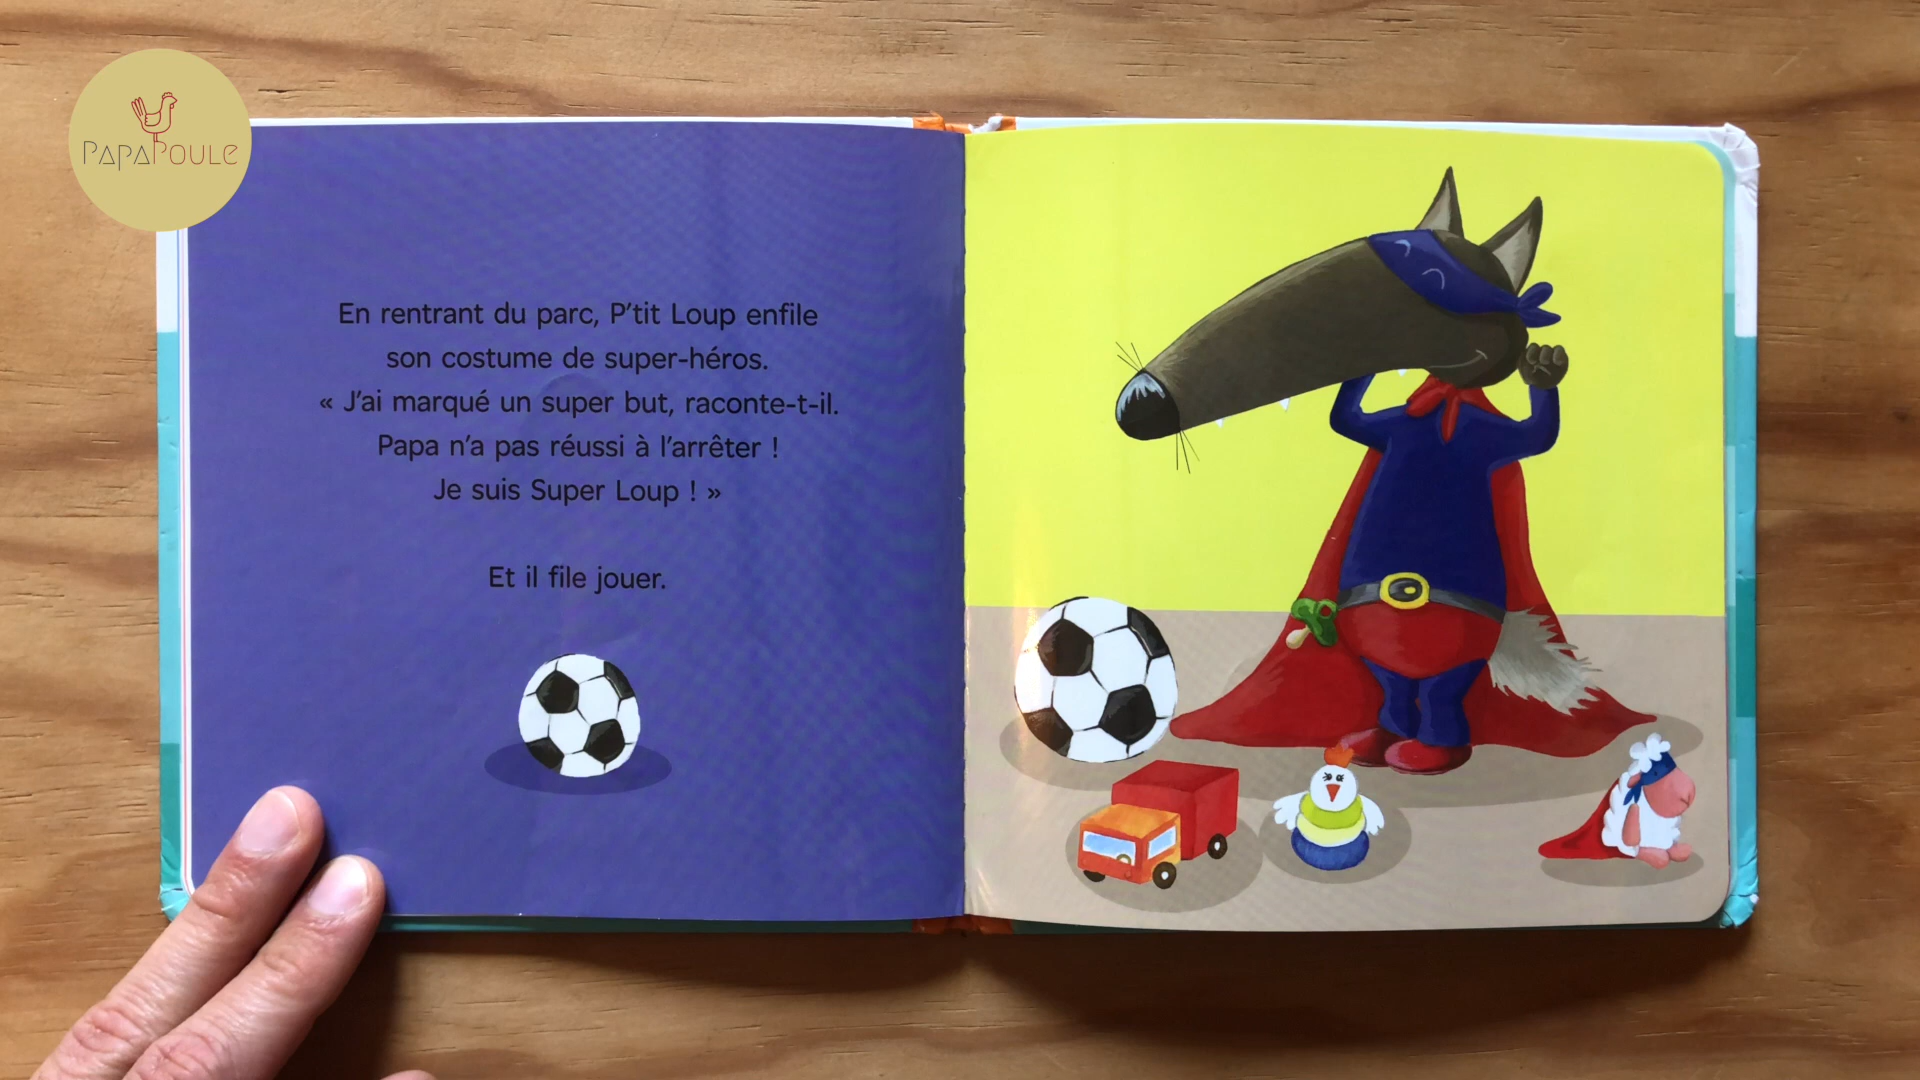 PAPAPOULE
En rentrant du parc, P'tit Loup enfile
son costume de super-héros.
« J'ai marqué un super but, raconte-t-il.
Papa n'a pas réussi à l'arrêter !
Je suis Super Loup ! »
Et il file jouer.